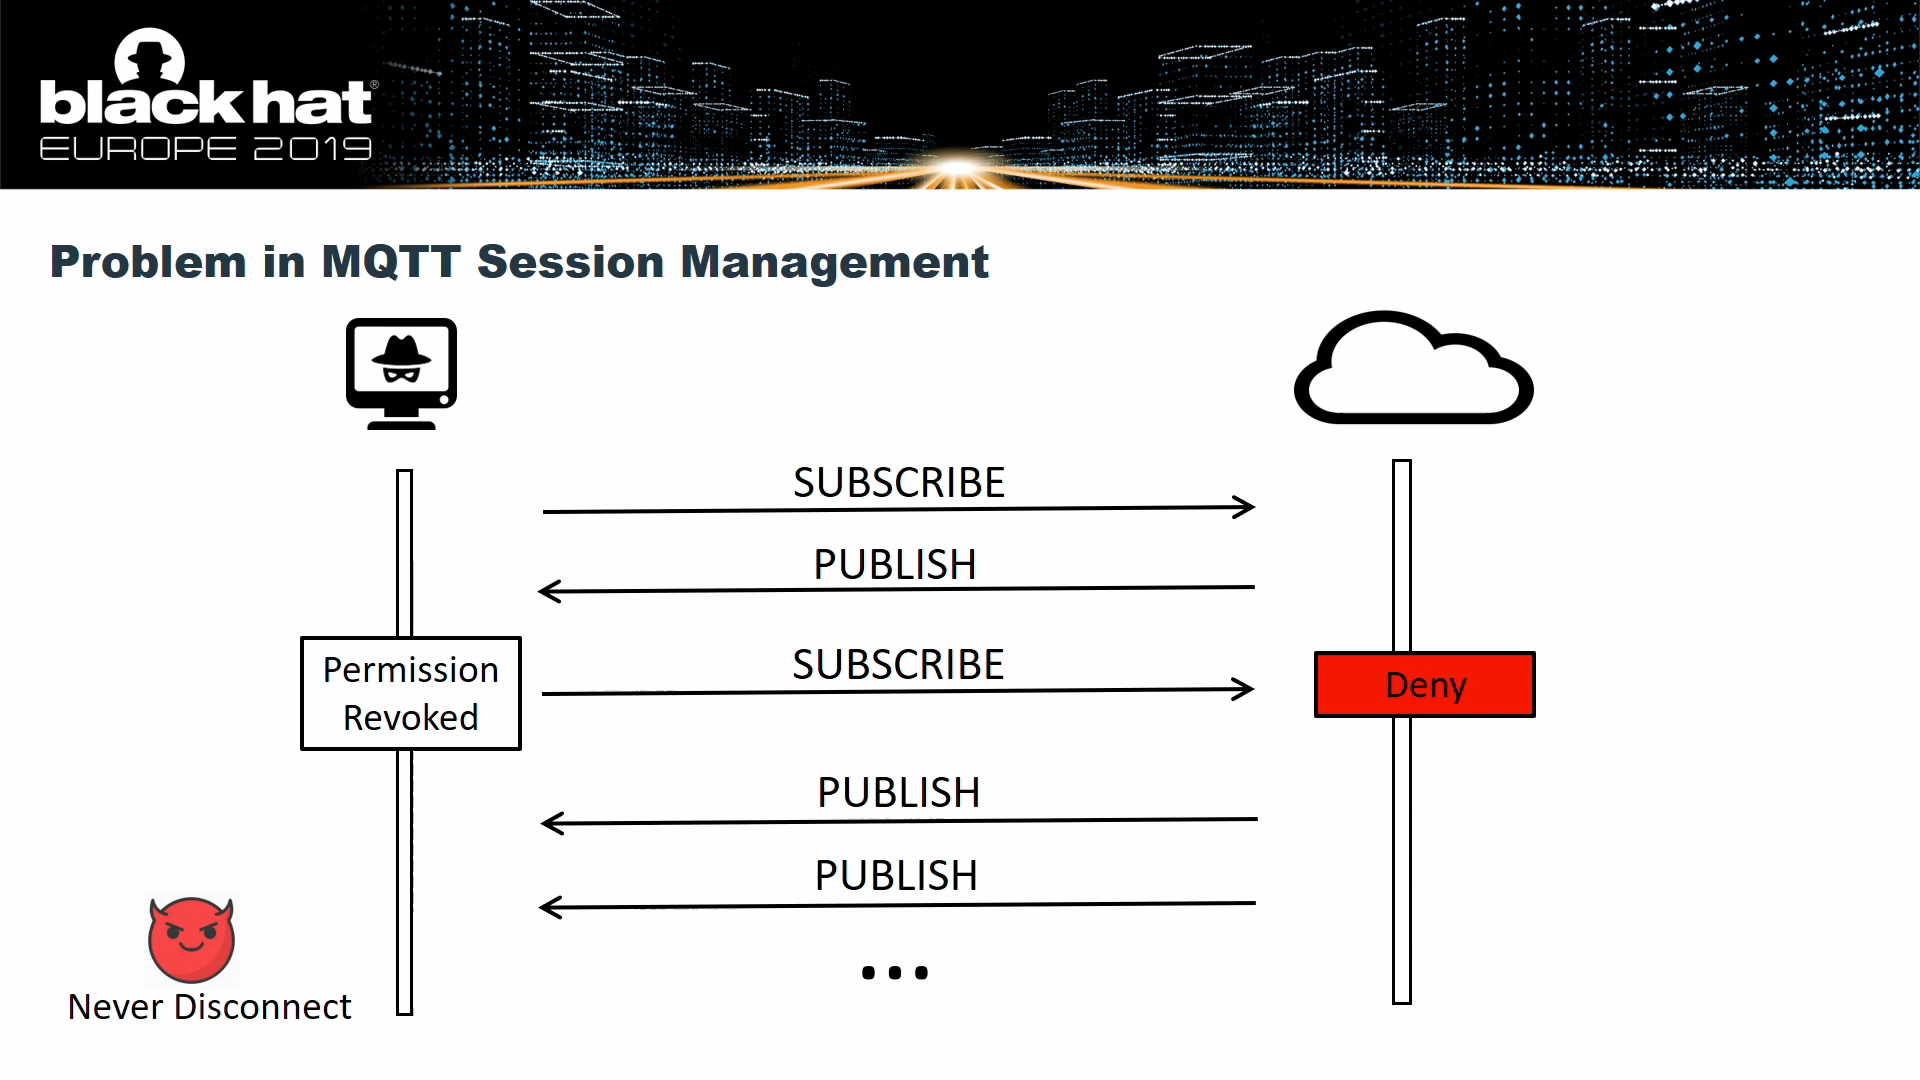 black hat®
EUROPE 2019
Problem in MQTT Session Management
SUBSCRIBE
PUBLISH
Permission
Revoked
SUBSCRIBE
Deny
PUBLISH
PUBLISH
...
Never Disconnect